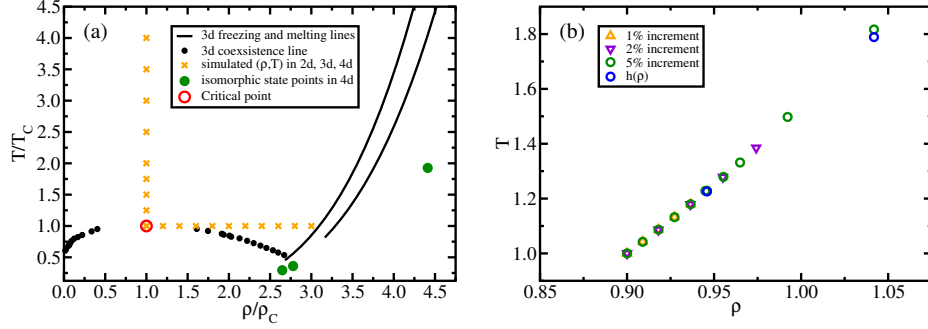 (a)
3d freezing and melting lines
3d coexistence line
simulated (ρ,T) in 2d, 3d, 4d
isomorphic state points in 4d
Critical point
T/T_C
4.5
4.0
3.5
3.0
2.5
2.0
1.5
1.0
0.5
0.0 0.5 1.0 1.5 2.0 2.5 3.0 3.5 4.0 4.5
ρ/ρ_C
(b)
1% increment
2% increment
5% increment
h(ρ)
T
1.8
1.6
1.4
1.2
1.0
0.85 0.90 0.95 1.00 1.05
ρ